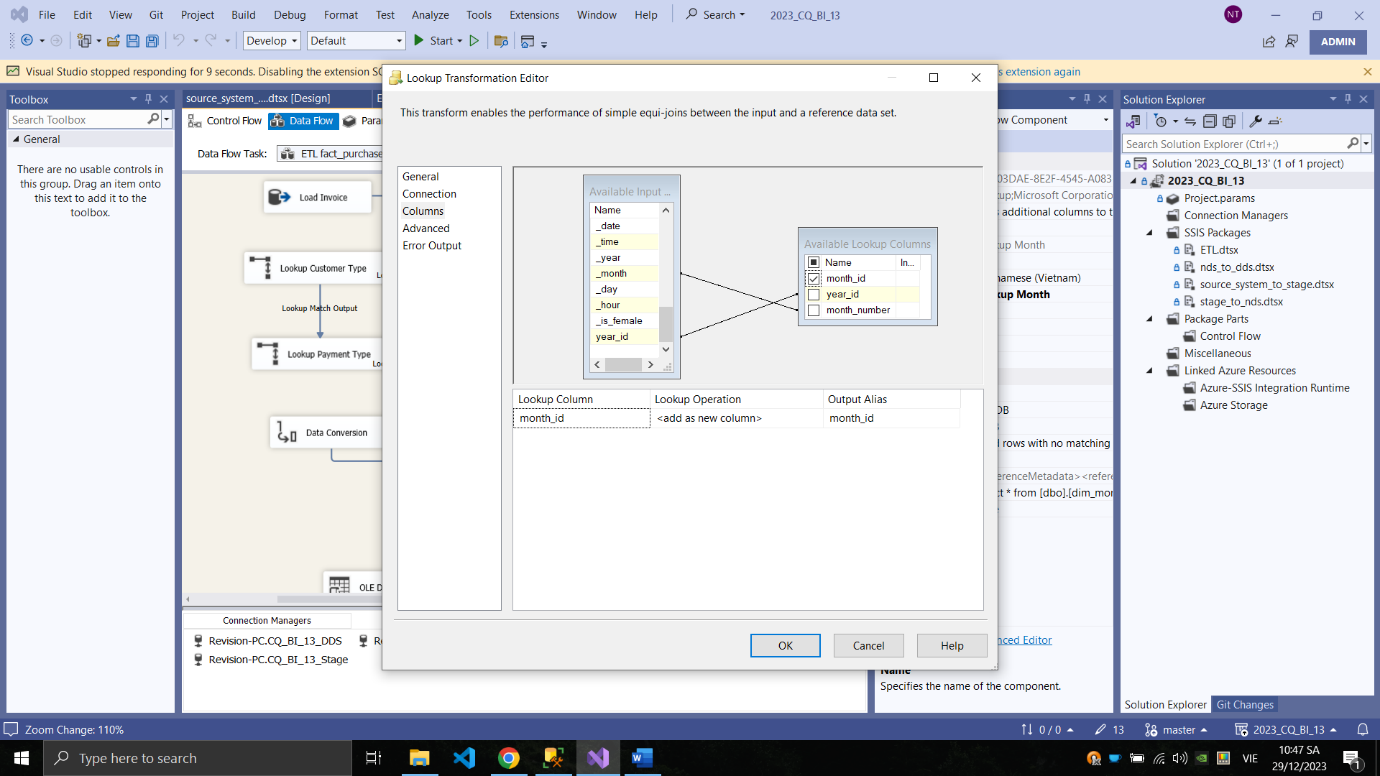 File Edit View Git Project Build Debug Format Test Analyze Tools Extensions Window Help Search 2023_CQ_BI_13 NT
Develop Default Start ADMIN
Visual Studio stopped responding for 9 seconds. Disabling the extension extension again
Toolbox
Search Toolbox
General
There are no usable controls in
this group. Drag an item onto
this text to add it to the
toolbox.
source_system_....dtsx [Design]
Control Flow Data Flow
Data Flow Task: ETL fact_purchase
Load Invoice
Lookup Customer Type
Lookup Match Output
Lookup Payment Type
Data Conversion
OLE D
Connection Managers
Revision-PC.CQ_BI_13_DDS
Revision-PC.CQ_BI_13_Stage
Lookup Transformation Editor
This transform enables the performance of simple equi-joins between the input and a reference data set.
General
Connection
Columns
Advanced
Error Output
Available Input ...
Name
_date
_time
_year
_month
_day
_hour
_is_female
year_id
Available Lookup Columns
Name In...
month_id
year_id
month_number
Lookup Column Lookup Operation Output Alias
month_id <add as new column> month_id
OK Cancel Help
ow Component
03DAE-8E2F-4545-A083
kup;Microsoft Corporation
s additional columns to t
kup Month
namese (Vietnam)
kup Month
DB
l rows with no matching
erenceMetadata><refere
ct * from [dbo].[dim_mon
nced Editor
Name
Specifies the name of the component.
Solution Explorer
Search Solution Explorer (Ctrl+;)
Solution '2023_CQ_BI_13' (1 of 1 project)
2023_CQ_BI_13
Project.params
Connection Managers
SSIS Packages
ETL.dtsx
nds_to_dds.dtsx
source_system_to_stage.dtsx
stage_to_nds.dtsx
Package Parts
Control Flow
Miscellaneous
Linked Azure Resources
Azure-SSIS Integration Runtime
Azure Storage
Solution Explorer Git Changes
Zoom Change: 110% 0 / 0 13 master 2023_CQ_BI_13
Type here to search
VIE
10:47 SA
29/12/2023
1